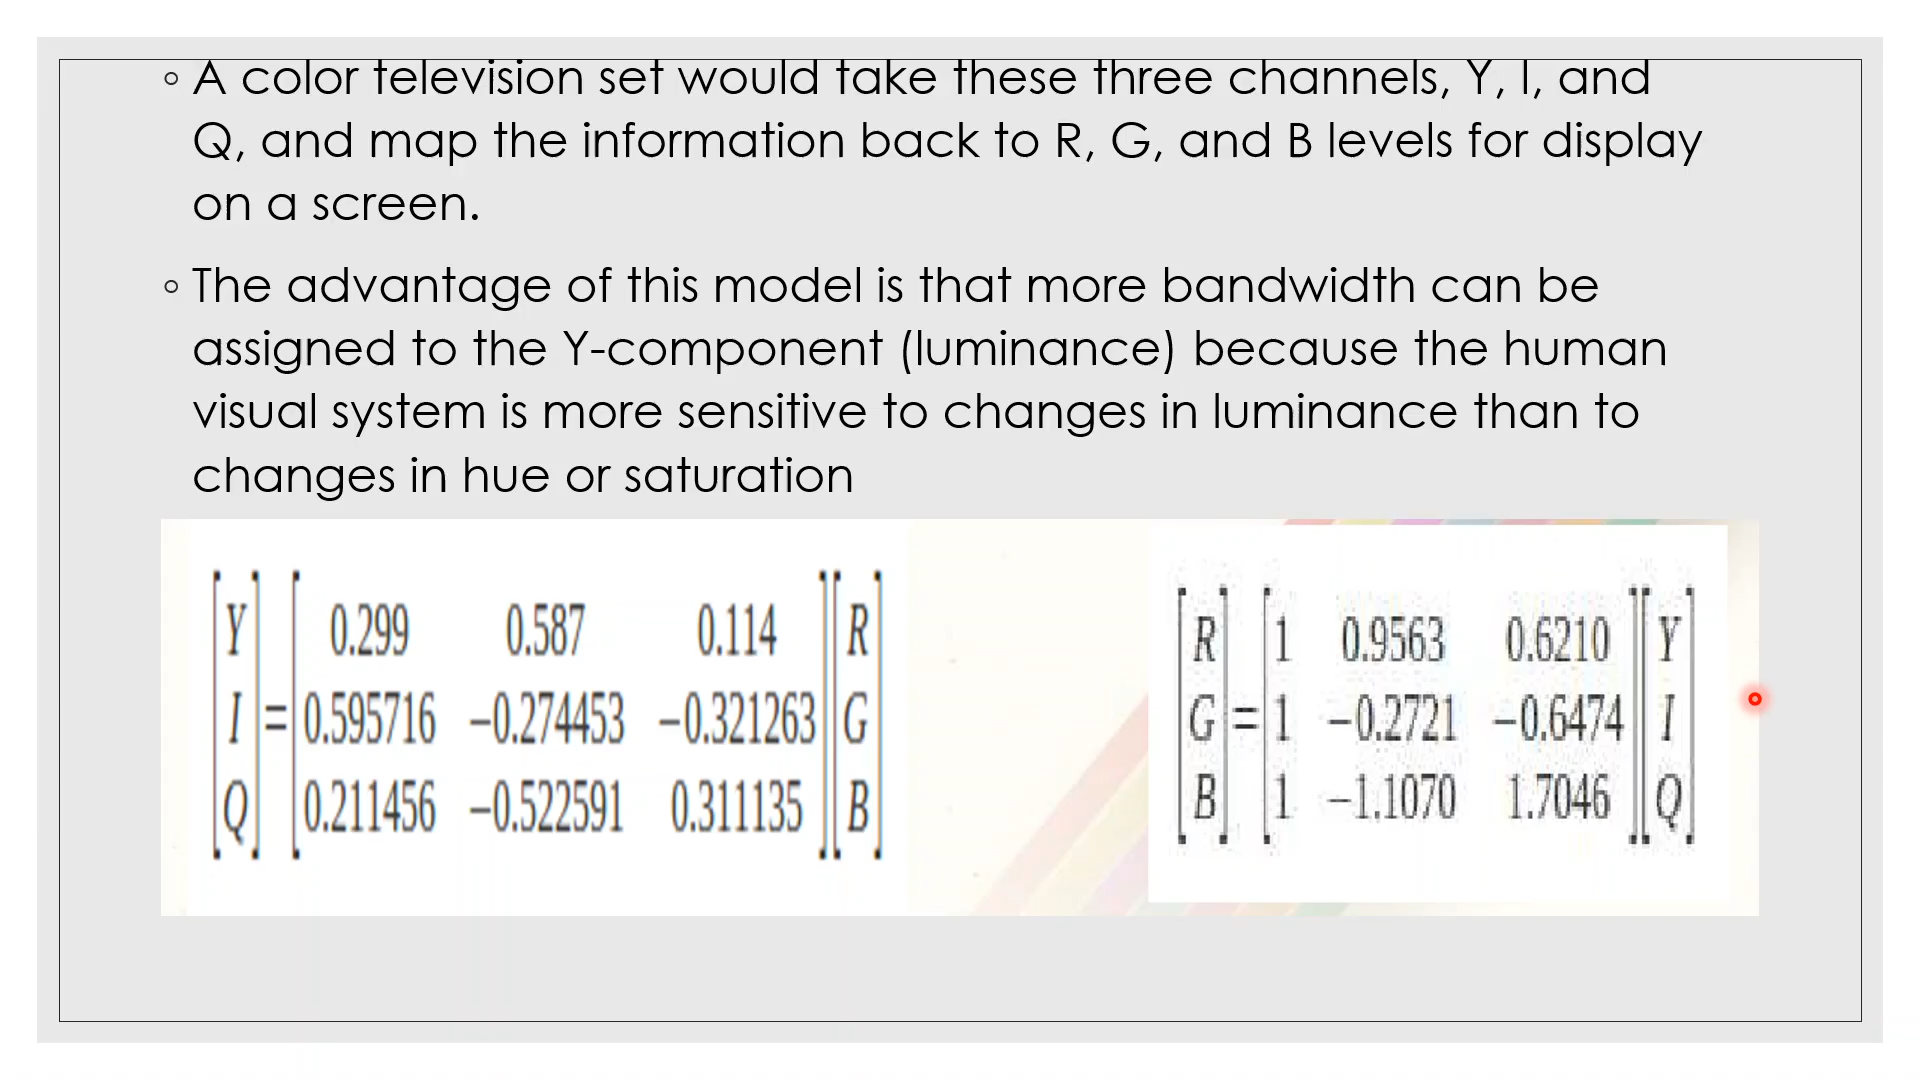 ◦ A color television set would take these three channels, Y, I, and
Q, and map the information back to R, G, and B levels for display
on a screen.
◦ The advantage of this model is that more bandwidth can be
assigned to the Y-component (luminance) because the human
visual system is more sensitive to changes in luminance than to
changes in hue or saturation
[Y] [0.299 0.587 0.114] [R]
[I] = [0.595716 −0.274453 −0.321263] [G]
[Q] [0.211456 −0.522591 0.311135] [B]
[R] [1 0.9563 0.6210] [Y]
[G] = [1 −0.2721 −0.6474] [I]
[B] [1 −1.1070 1.7046] [Q]